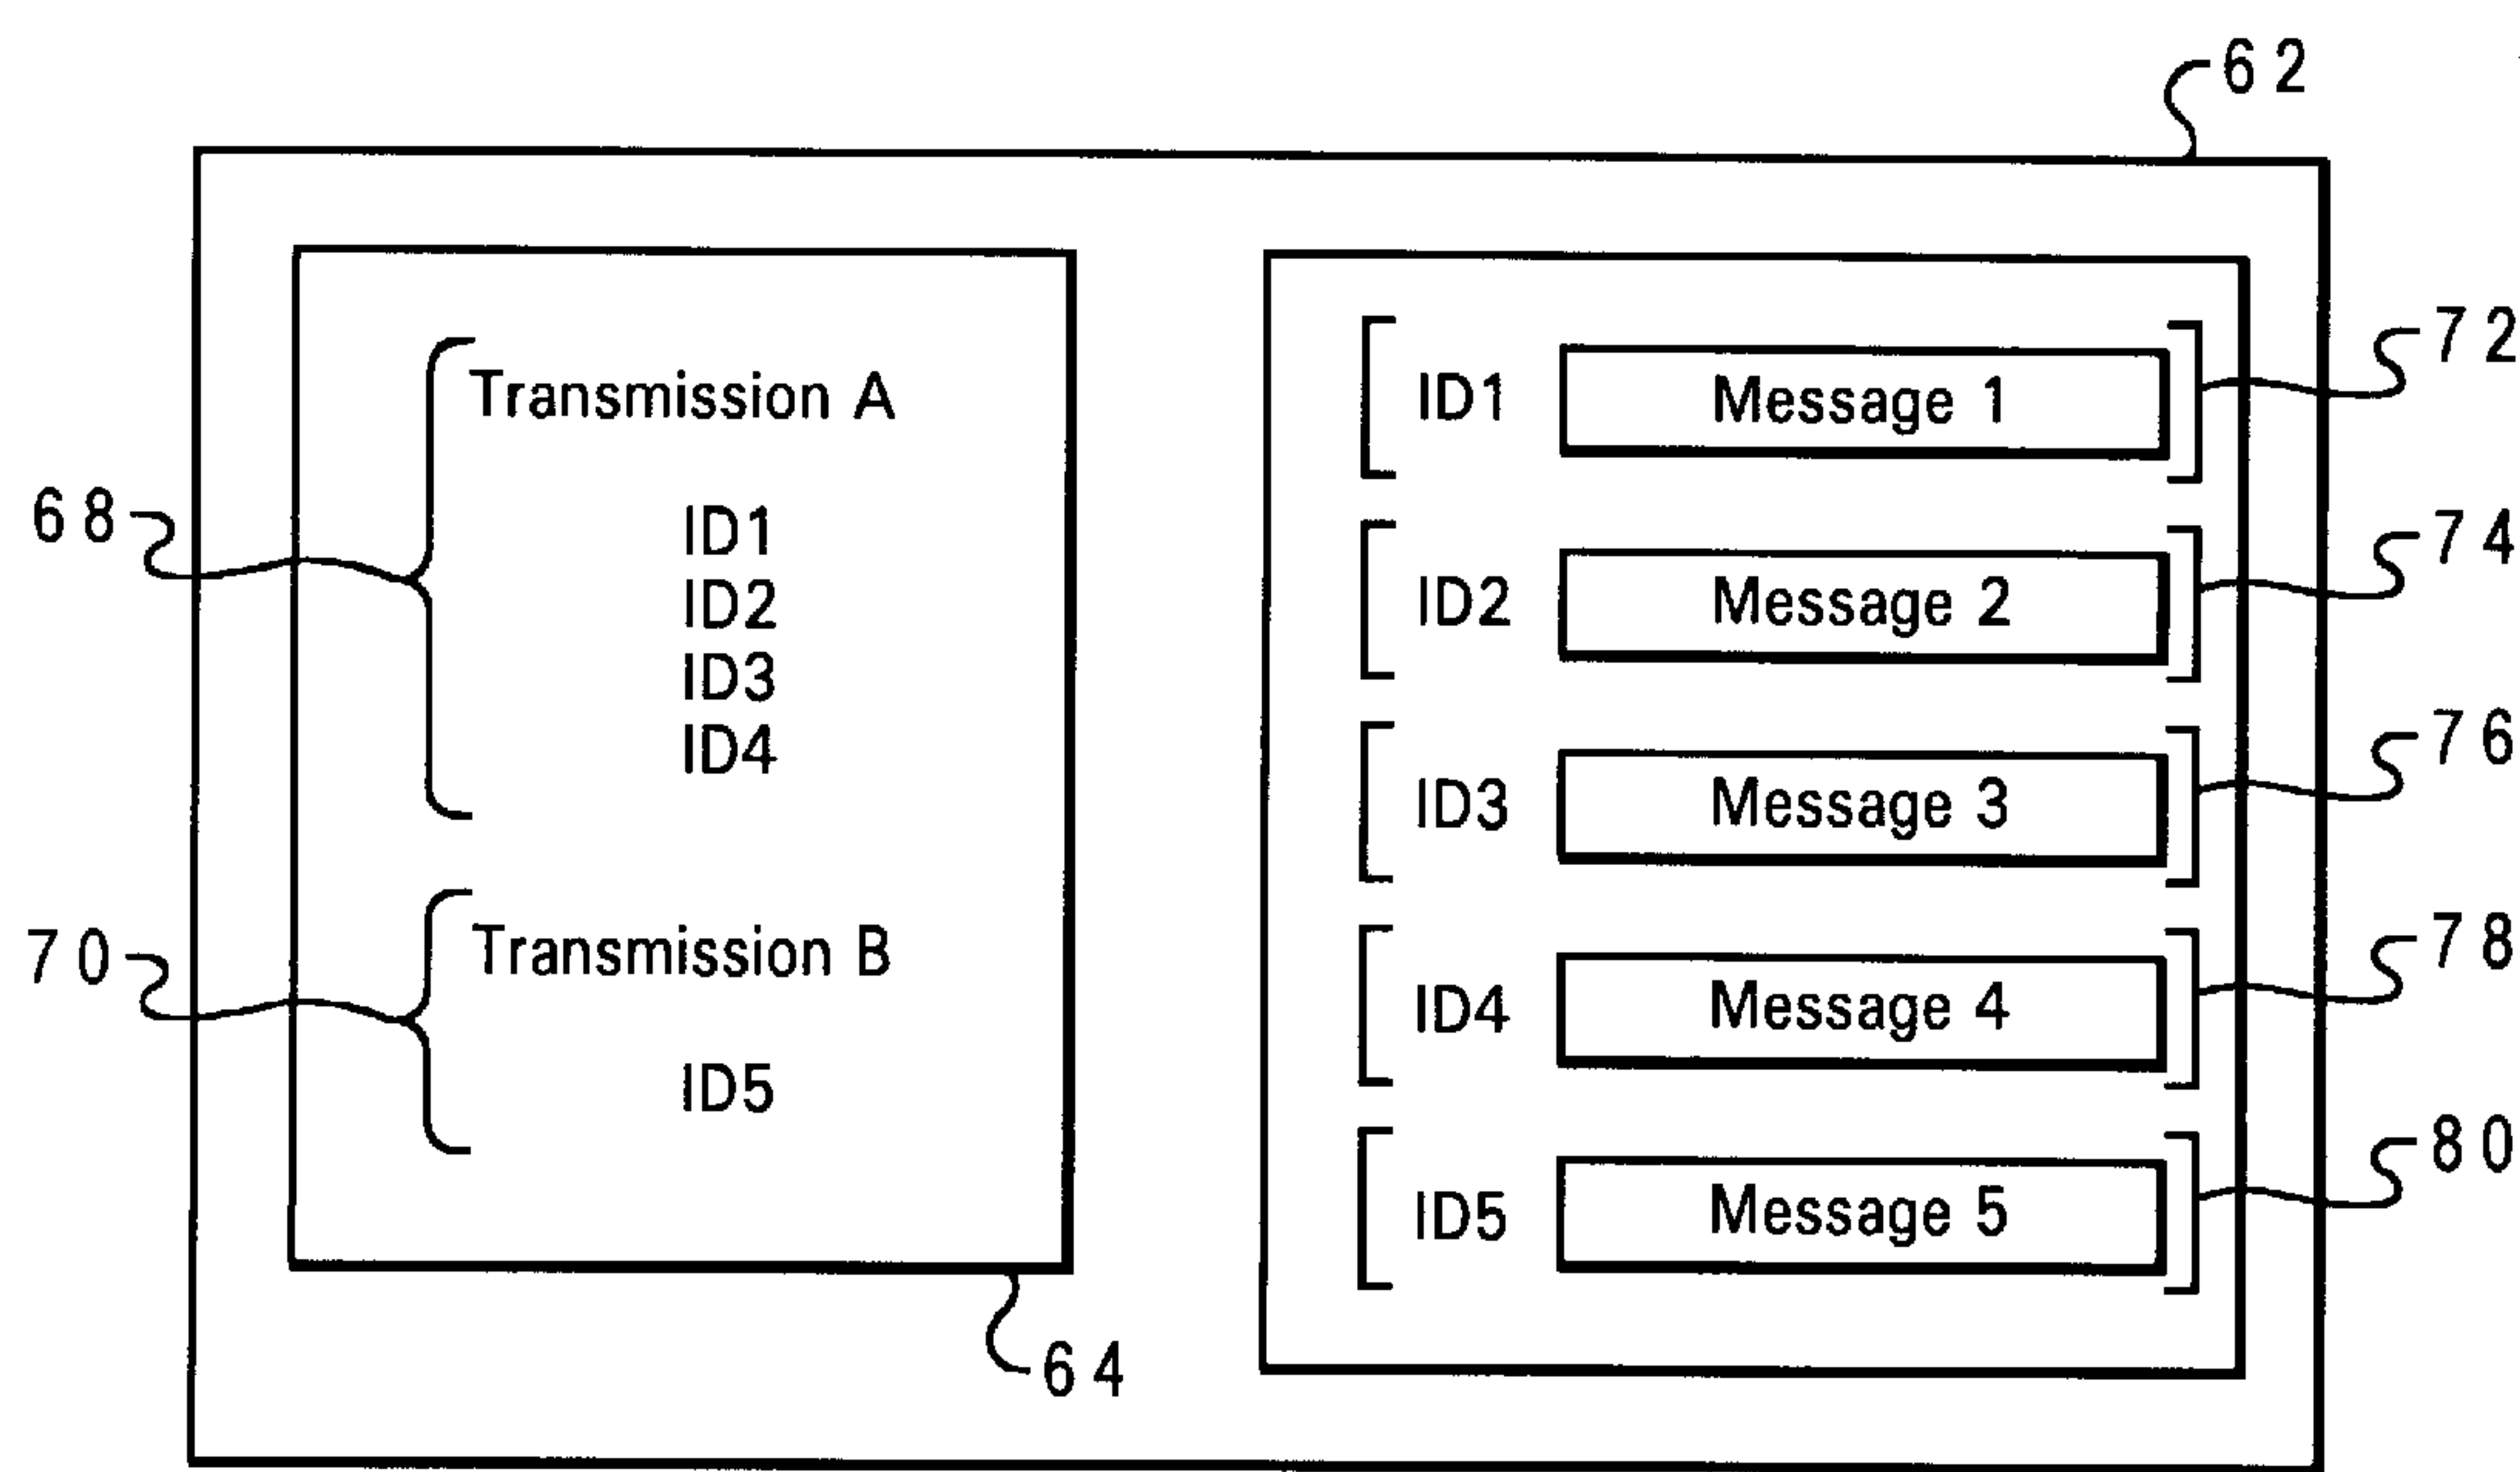 62
Transmission A
ID1
ID2
ID3
ID4
68
Transmission B
ID5
70
64
ID1 Message 1 72
ID2 Message 2 74
ID3 Message 3 76
ID4 Message 4 78
ID5 Message 5 80